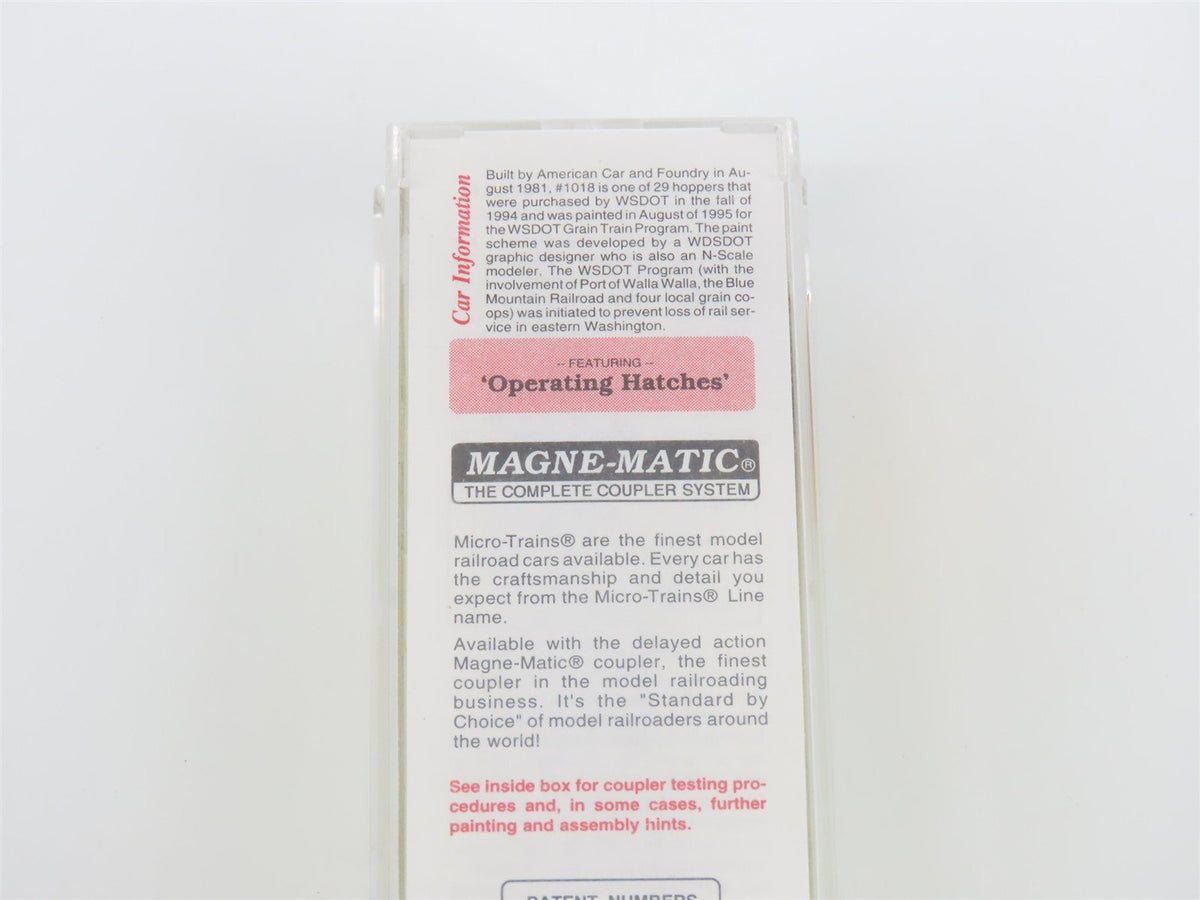 Car Information
Built by American Car and Foundry in Au-
gust 1981, #1018 is one of 29 hoppers that
were purchased by WSDOT in the fall of
1994 and was painted in August of 1995 for
the WSDOT Grain Train Program. The paint
scheme was developed by a WDSDOT
graphic designer who is also an N-Scale
modeler. The WSDOT Program (with the
involvement of Port of Walla Walla, the Blue
Mountain Railroad and four local grain co-
ops) was initiated to prevent loss of rail ser-
vice in eastern Washington.
-- FEATURING --
‘Operating Hatches’
MAGNE-MATIC®
THE COMPLETE COUPLER SYSTEM
Micro-Trains® are the finest model
railroad cars available. Every car has
the craftsmanship and detail you
expect from the Micro-Trains® Line
name.
Available with the delayed action
Magne-Matic® coupler, the finest
coupler in the model railroading
business. It's the "Standard by
Choice" of model railroaders around
the world!
See inside box for coupler testing pro-
cedures and, in some cases, further
painting and assembly hints.
PATENT NUMBERS